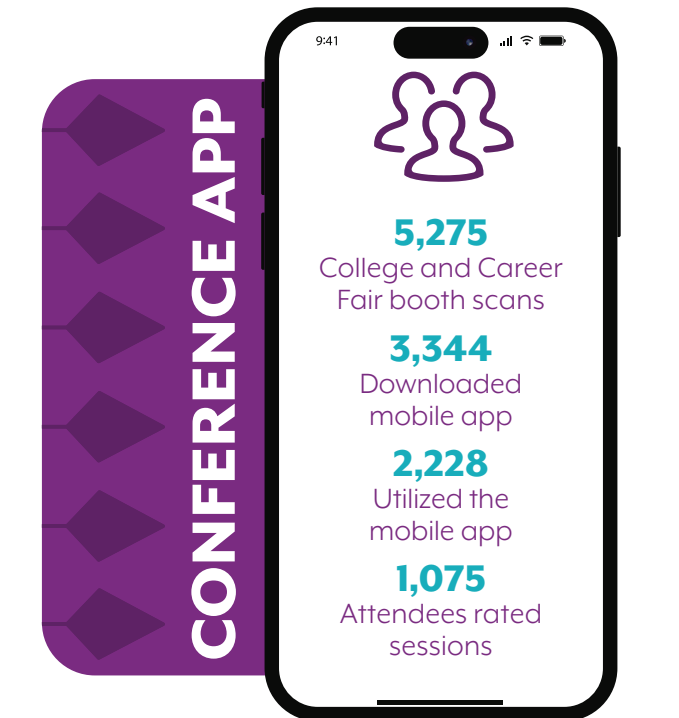 CONFERENCE APP
9:41
5,275
College and Career
Fair booth scans
3,344
Downloaded
mobile app
2,228
Utilized the
mobile app
1,075
Attendees rated
sessions